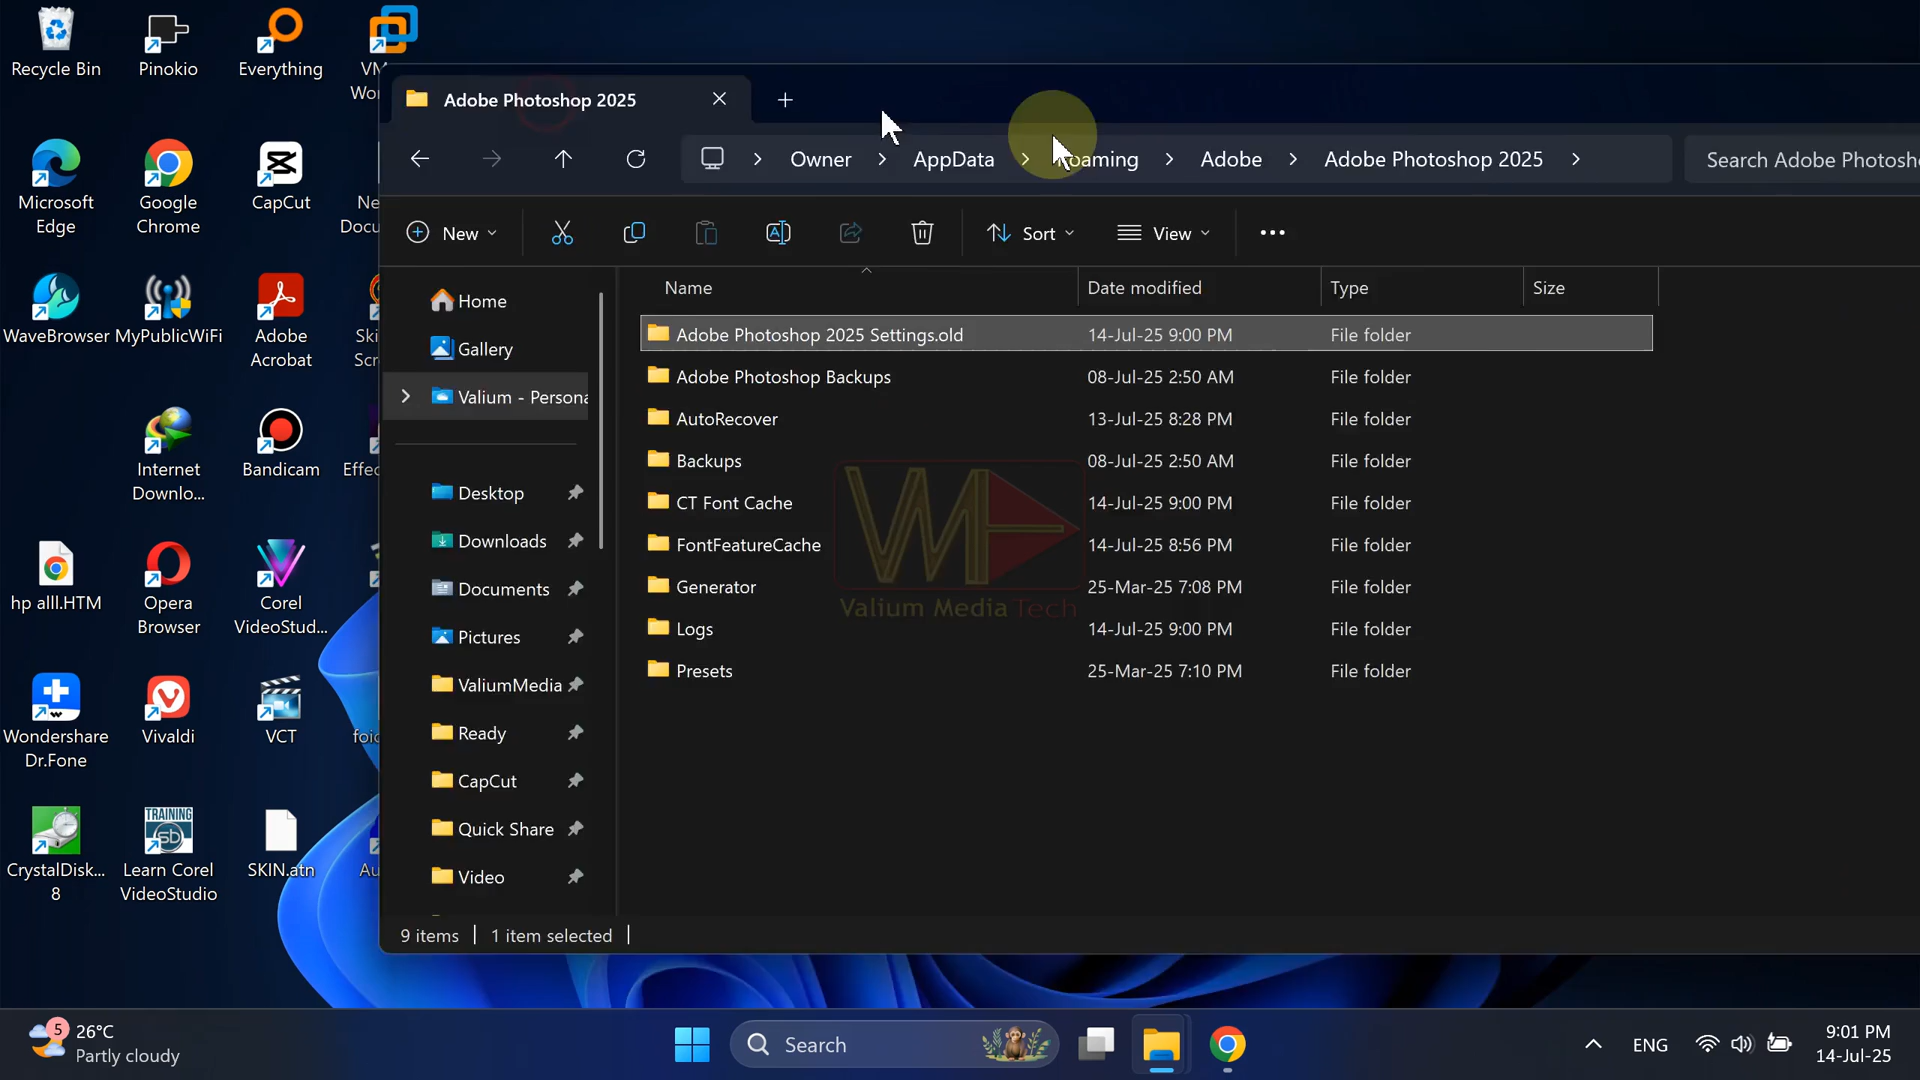 Recycle Bin
Pinokio
Everything
VM
Wor
Microsoft
Edge
Google
Chrome
CapCut
Ne
Docu
WaveBrowser
MyPublicWiFi
Adobe
Acrobat
Ski
Scr
Internet
Downlo...
Bandicam
Effec
hp alll.HTM
Opera
Browser
Corel
VideoStud...
Wondershare
Dr.Fone
Vivaldi
VCT
foic
CrystalDisk...
8
Learn Corel
VideoStudio
TRAINING
sb
SKIN.atn
Au
Adobe Photoshop 2025
Owner
AppData
oaming
Adobe
Adobe Photoshop 2025
Search Adobe Photosh
New
Sort
View
Home
Gallery
Valium - Persona
Desktop
Downloads
Documents
Pictures
ValiumMedia
Ready
CapCut
Quick Share
Video
Name Date modified Type Size
Adobe Photoshop 2025 Settings.old 14-Jul-25 9:00 PM File folder
Adobe Photoshop Backups 08-Jul-25 2:50 AM File folder
AutoRecover 13-Jul-25 8:28 PM File folder
Backups 08-Jul-25 2:50 AM File folder
CT Font Cache 14-Jul-25 9:00 PM File folder
FontFeatureCache 14-Jul-25 8:56 PM File folder
Generator 25-Mar-25 7:08 PM File folder
Logs 14-Jul-25 9:00 PM File folder
Presets 25-Mar-25 7:10 PM File folder
Valium Media Tech
9 items
1 item selected
5
26°C
Partly cloudy
Search
ENG
9:01 PM
14-Jul-25